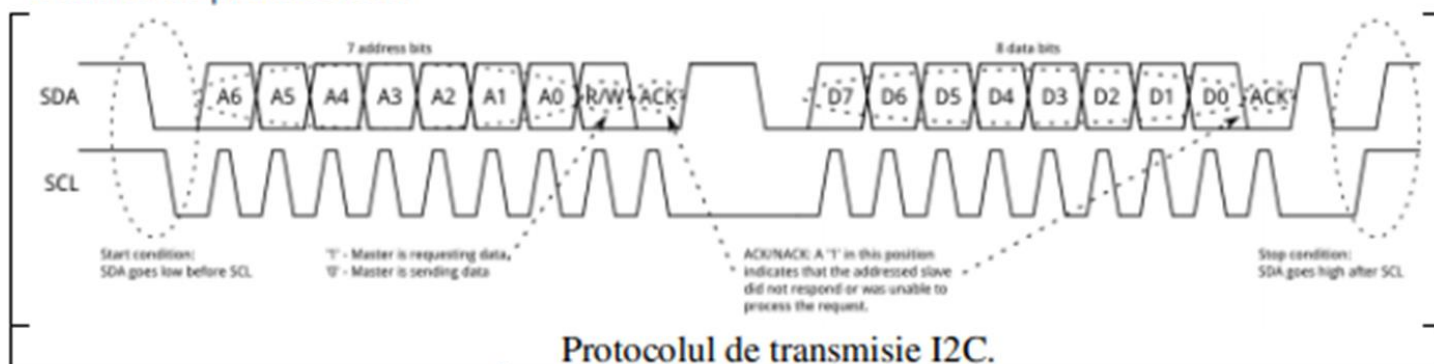 7 address bits
8 data bits
SDA A6 A5 A4 A3 A2 A1 A0 R/W ACK D7 D6 D5 D4 D3 D2 D1 D0 ACK
SCL
Start condition:
SDA goes low before SCL
'1' - Master is requesting data,
'0' - Master is sending data
ACK/NACK: A '1' in this position
indicates that the addressed slave
did not respond or was unable to
process the request.
Stop condition:
SDA goes high after SCL
Protocolul de transmisie I2C.